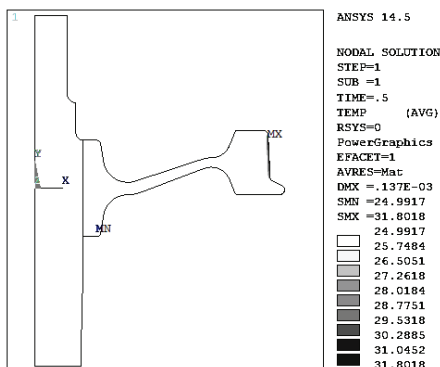 1
ANSYS 14.5
NODAL SOLUTION
STEP=1
SUB =1
TIME=.5
TEMP (AVG)
RSYS=0
PowerGraphics
EFACET=1
AVRES=Mat
DMX =.137E-03
SMN =24.9917
SMX =31.8018
24.9917
25.7484
26.5051
27.2618
28.0184
28.7751
29.5318
30.2885
31.0452
31.8018
MX
Y
X
MN